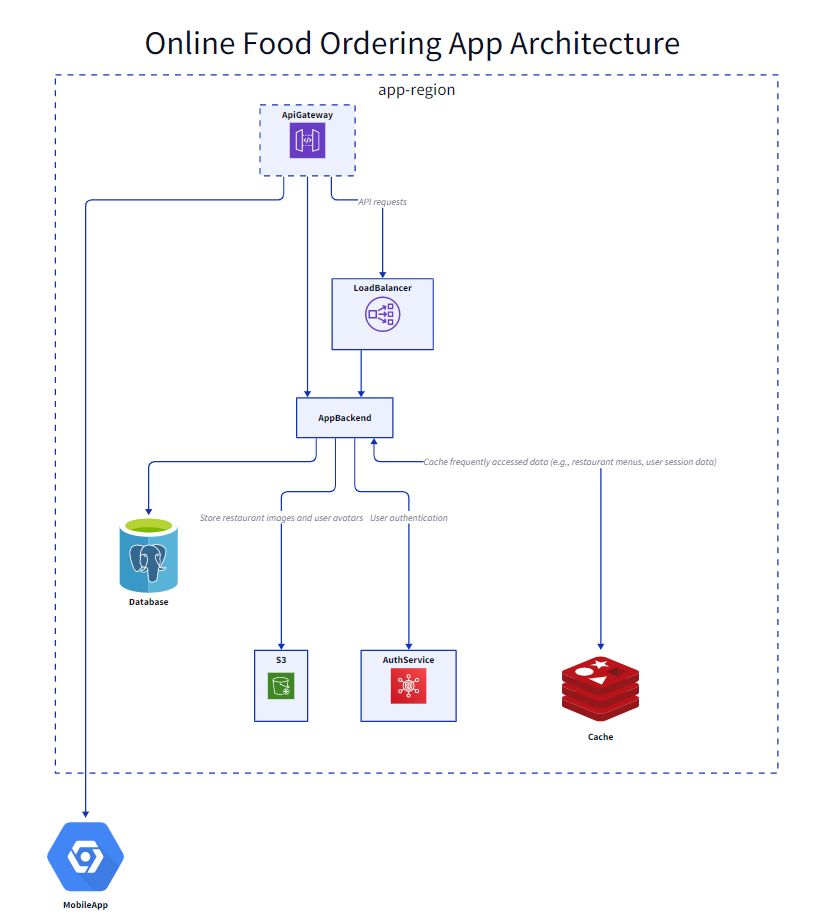 Online Food Ordering App Architecture
app-region
ApiGateway
API requests
LoadBalancer
AppBackend
Cache frequently accessed data (e.g., restaurant menus, user session data)
Store restaurant images and user avatars
User authentication
Database
S3
AuthService
Cache
MobileApp